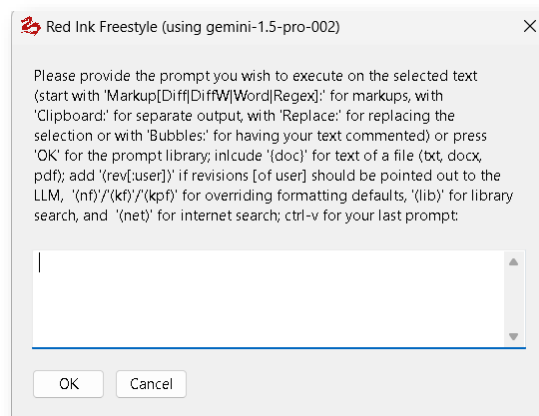 Red Ink Freestyle (using gemini-1.5-pro-002)
Please provide the prompt you wish to execute on the selected text
(start with 'Markup[Diff|DiffW|Word|Regex]:' for markups, with
'Clipboard:' for separate output, with 'Replace:' for replacing the
selection or with 'Bubbles:' for having your text commented) or press
'OK' for the prompt library; inlcude '{doc}' for text of a file (txt, docx,
pdf); add '(rev[:user])' if revisions [of user] should be pointed out to the
LLM, '(nf)'/'(kf)'/'(kpf)' for overriding formatting defaults, '(lib)' for library
search, and '(net)' for internet search; ctrl-v for your last prompt:
OK Cancel